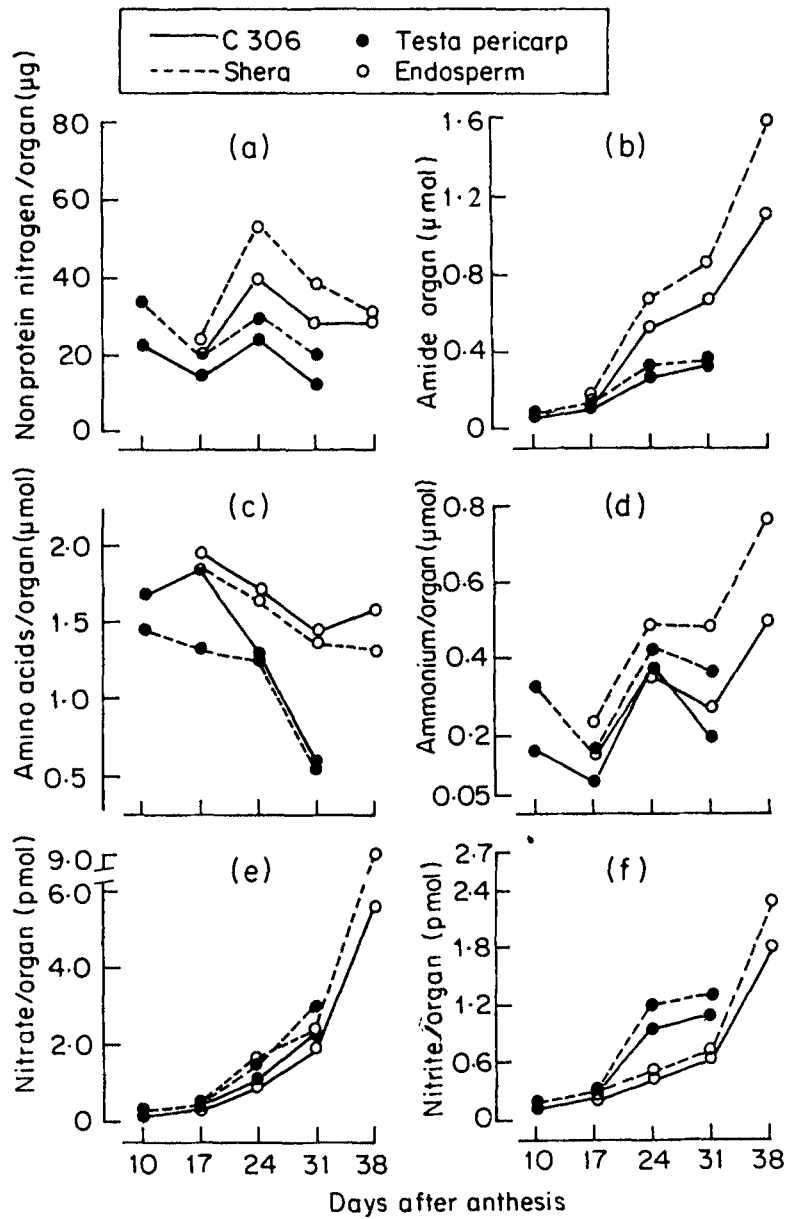 C 306
Testa pericarp
Shera
Endosperm
Nonprotein nitrogen/organ(μg)
80
60
40
20
0
(a)
Amide organ (μmol)
1·6
1·2
0·8
0·4
0
(b)
Amino acids/organ(μmol)
2.0
1·5
1·0
0·5
(c)
Ammonium/organ(μmol)
0·8
0·6
0·4
0·2
0·05
(d)
Nitrate/organ (pmol)
9.0
6.0
4.0
2.0
0
(e)
Nitrite/organ (pmol)
2·7
2·4
1·8
1·2
0·6
0
(f)
10 17 24 31 38
10 17 24 31 38
Days after anthesis